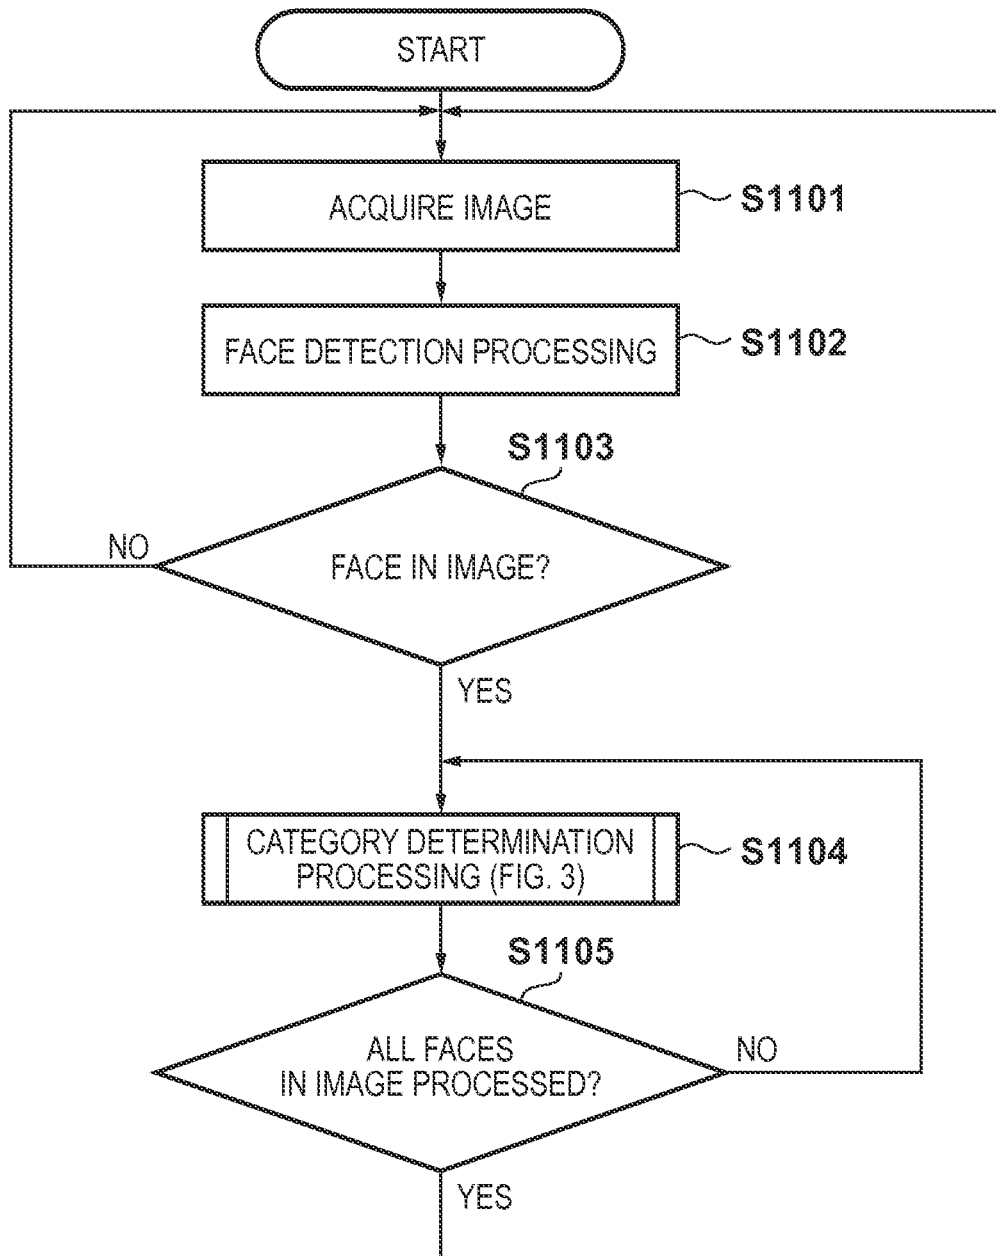 START
ACQUIRE IMAGE
S1101
FACE DETECTION PROCESSING
S1102
S1103
NO
FACE IN IMAGE?
YES
CATEGORY DETERMINATION
PROCESSING (FIG. 3)
S1104
S1105
ALL FACES
IN IMAGE PROCESSED?
NO
YES